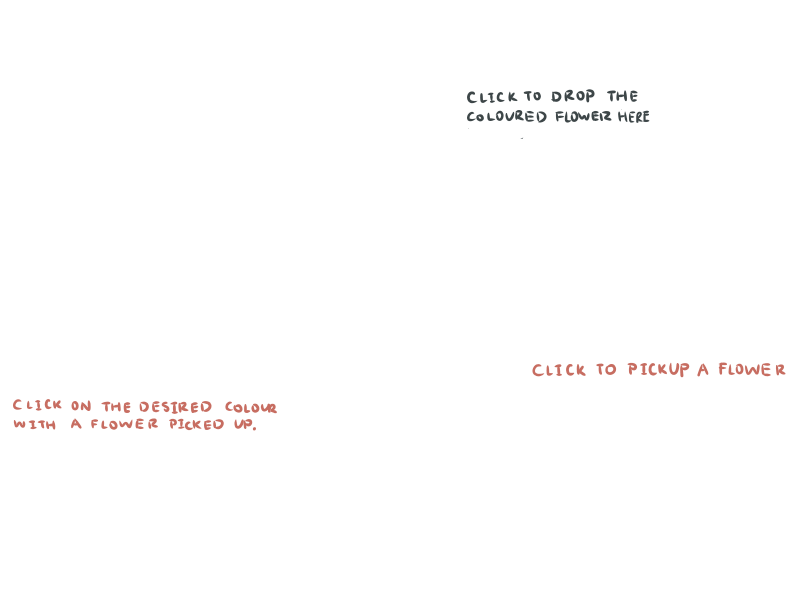 CLICK TO DROP THE
COLOURED FLOWER HERE
CLICK TO PICKUP A FLOWER
CLICK ON THE DESIRED COLOUR
WITH A FLOWER PICKED UP.